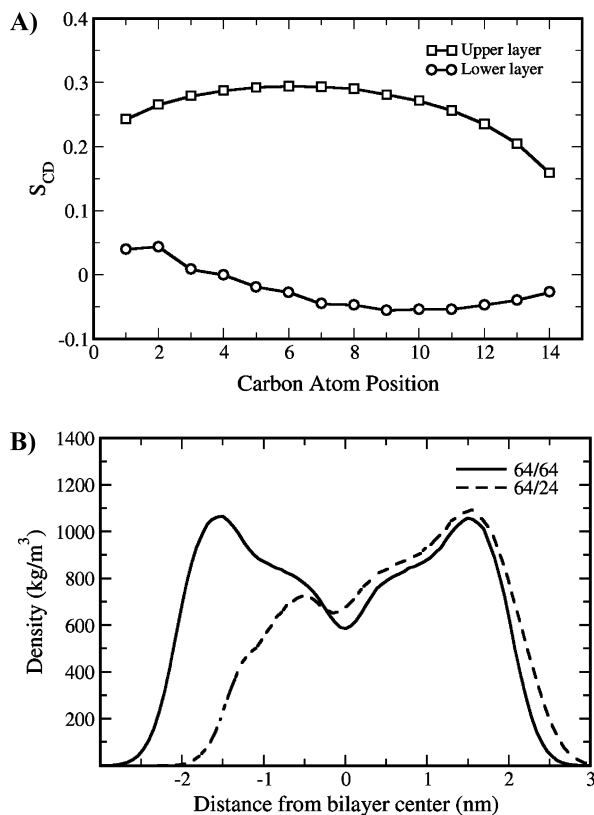 A)
0.4
0.3
0.2
0.1
0
-0.1
S_CD
Upper layer
Lower layer
0 2 4 6 8 10 12 14
Carbon Atom Position
B)
1400
1200
1000
800
600
400
200
Density (kg/m³)
64/64
64/24
-2 -1 0 1 2 3
Distance from bilayer center (nm)